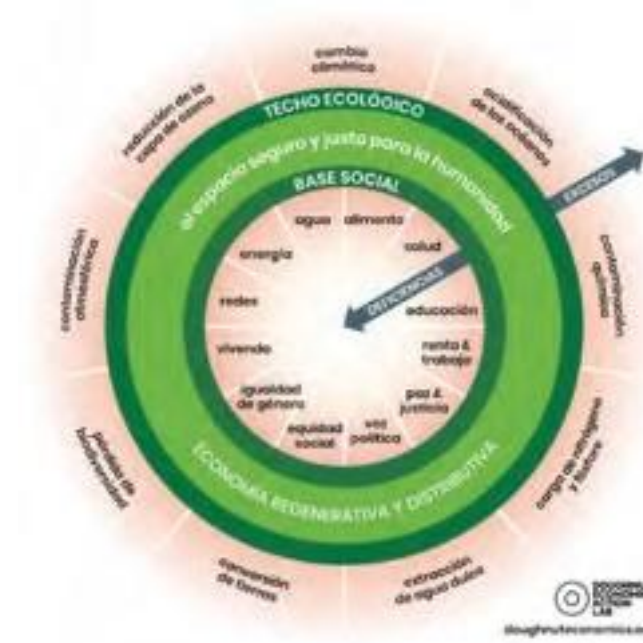 cambio
climático
acidificación
de los océanos
EXCESOS
contaminación
química
carga de nitrógeno
y fósforo
extracción
de agua dulce
conversión
de tierras
pérdida de
biodiversidad
contaminación
atmosférica
reducción de la
capa de ozono
TECHO ECOLÓGICO
el espacio seguro y justo para la humanidad
BASE SOCIAL
agua
alimento
salud
DEFICIENCIAS
educación
renta &
trabajo
paz &
justicia
voz
política
equidad
social
igualdad
de género
vivenda
redes
energía
ECONOMÍA REGENERATIVA Y DISTRIBUTIVA
LAB